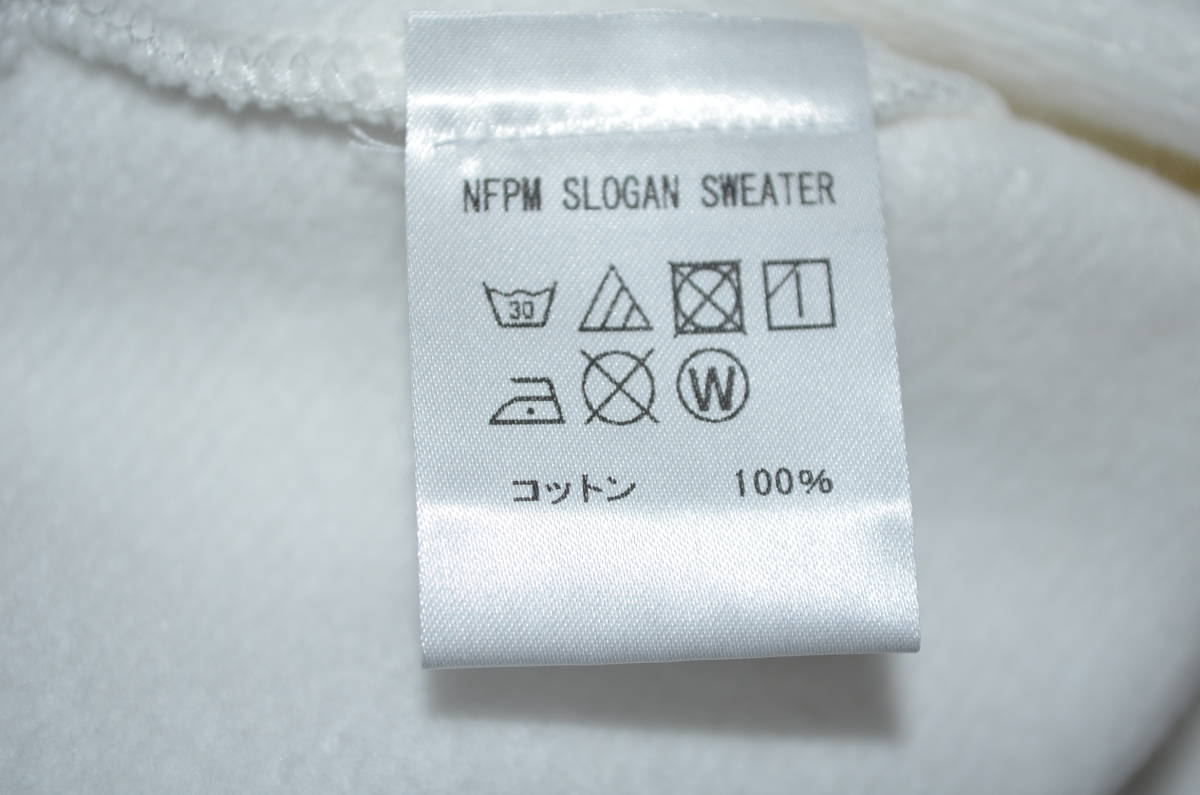 NFPM SLOGAN SWEATER
30
W
コットン 100%